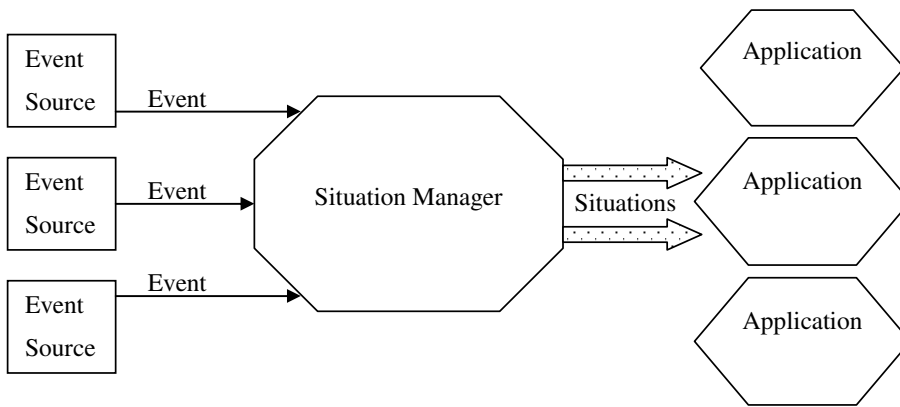 Event
Source
Event
Application
Event
Source
Event
Situation Manager
Situations
Application
Event
Source
Event
Application